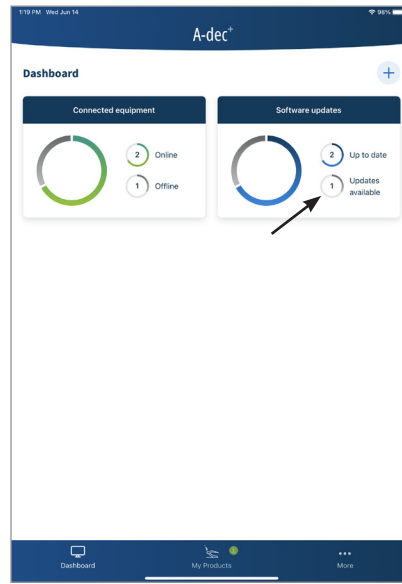 1:19 PM Wed Jun 14
98%
A-dec+
Dashboard
Connected equipment
2 Online
1 Offline
Software updates
2 Up to date
1 Updates
available
Dashboard
My Products
More